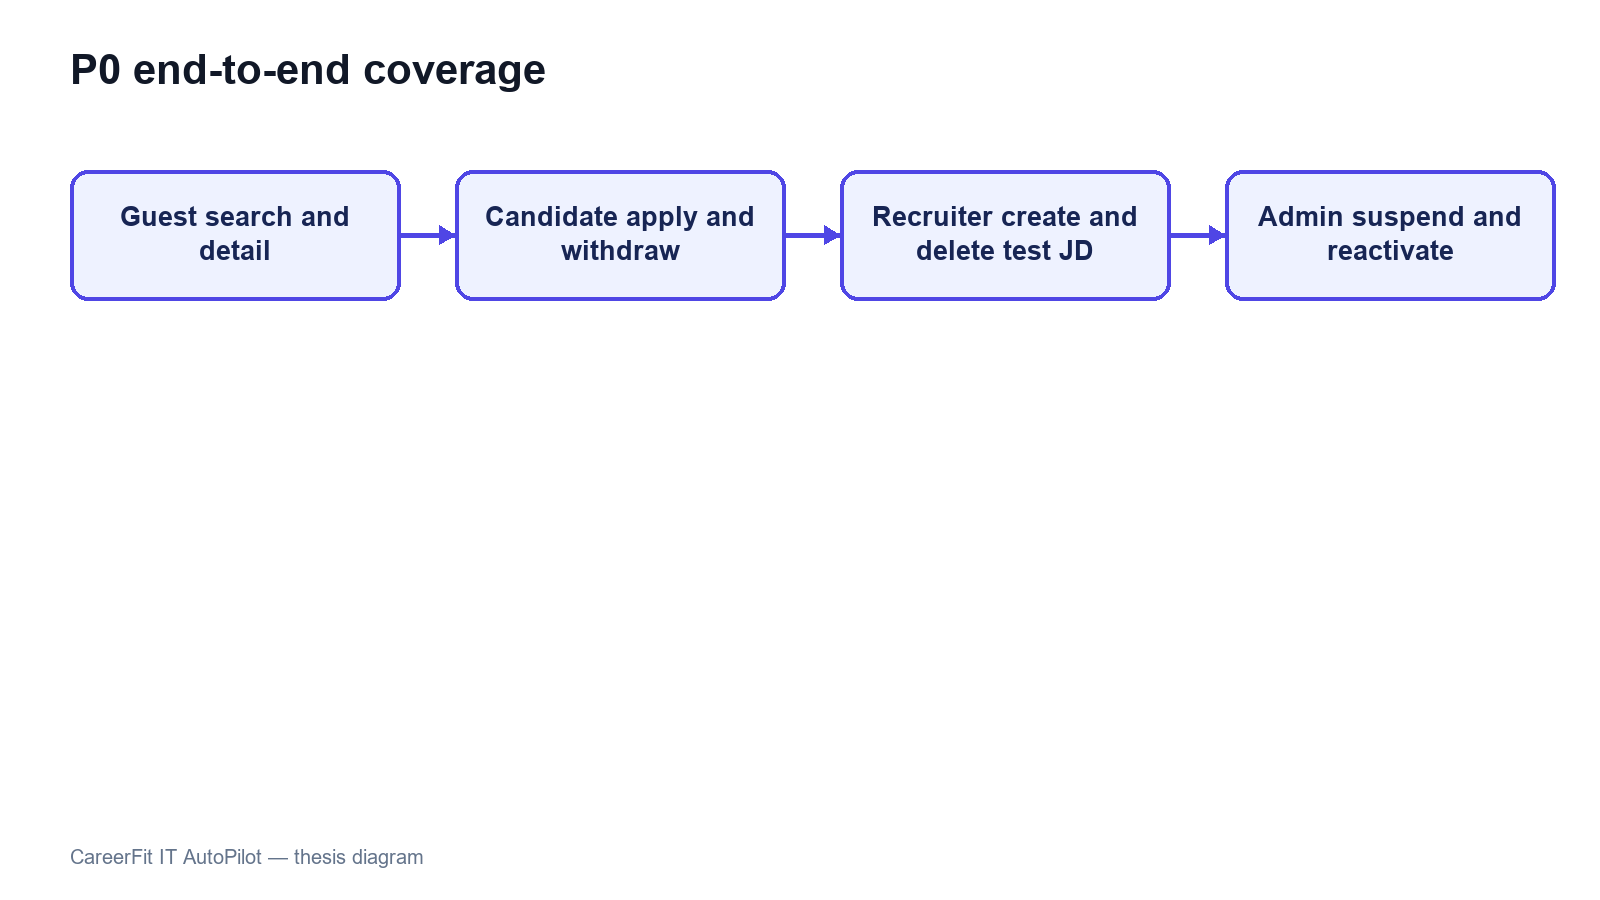 P0 end-to-end coverage
Guest search and
detail
Candidate apply and
withdraw
Recruiter create and
delete test JD
Admin suspend and
reactivate
CareerFit IT AutoPilot — thesis diagram